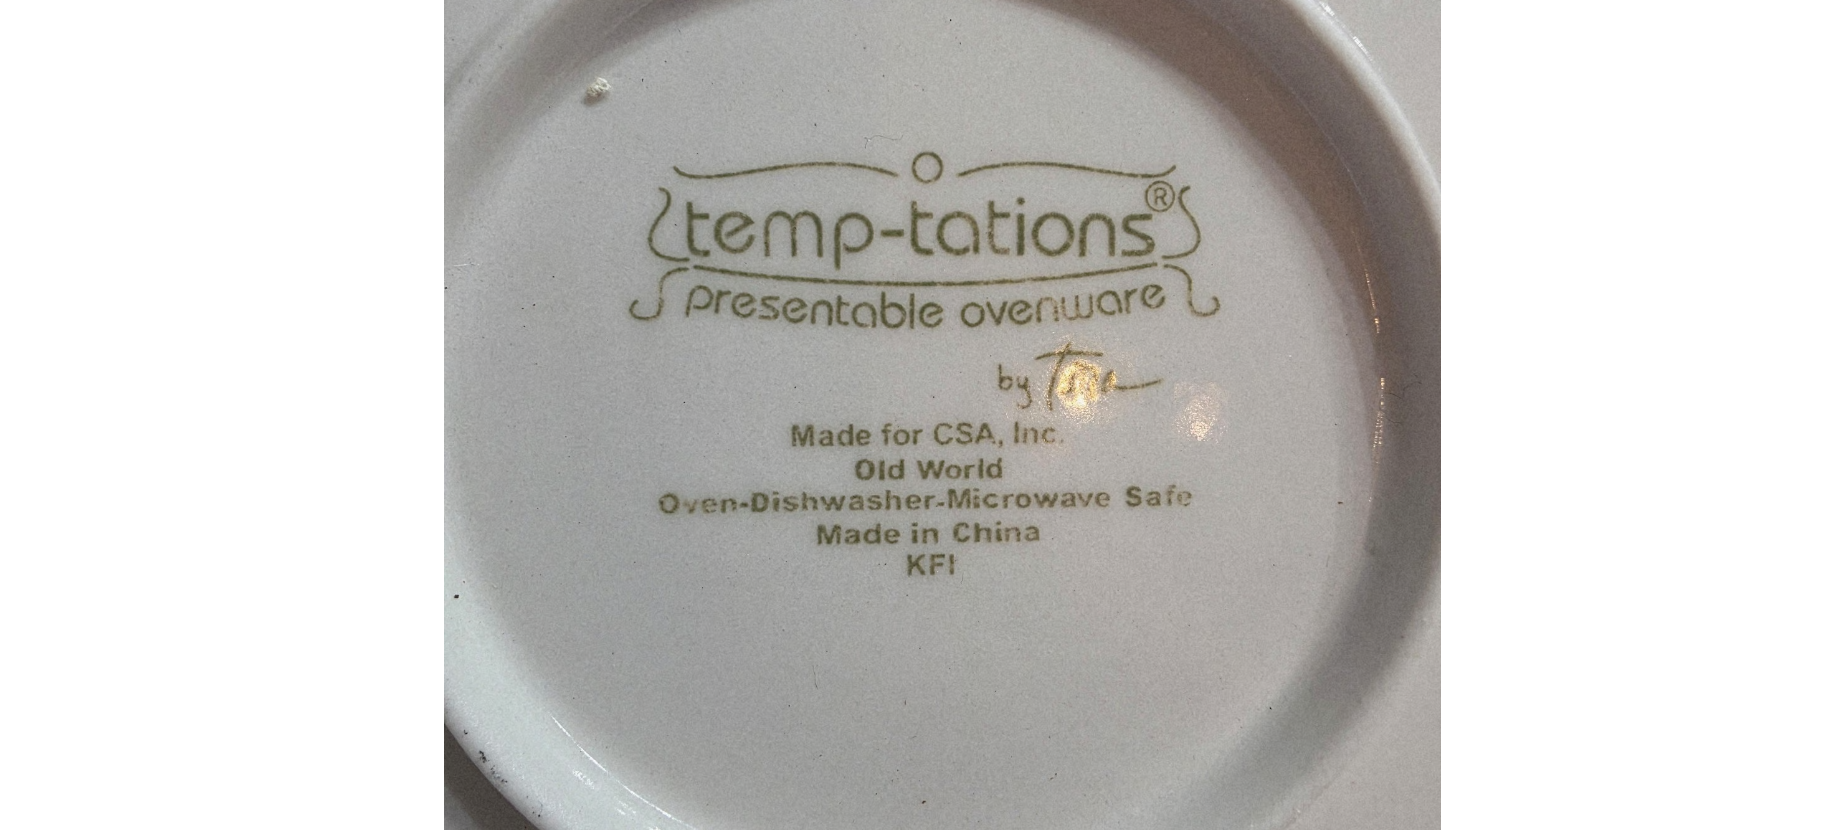 temp-tations®
presentable ovenware
by Tara
Made for CSA, Inc.
Old World
Oven-Dishwasher-Microwave Safe
Made in China
KFI